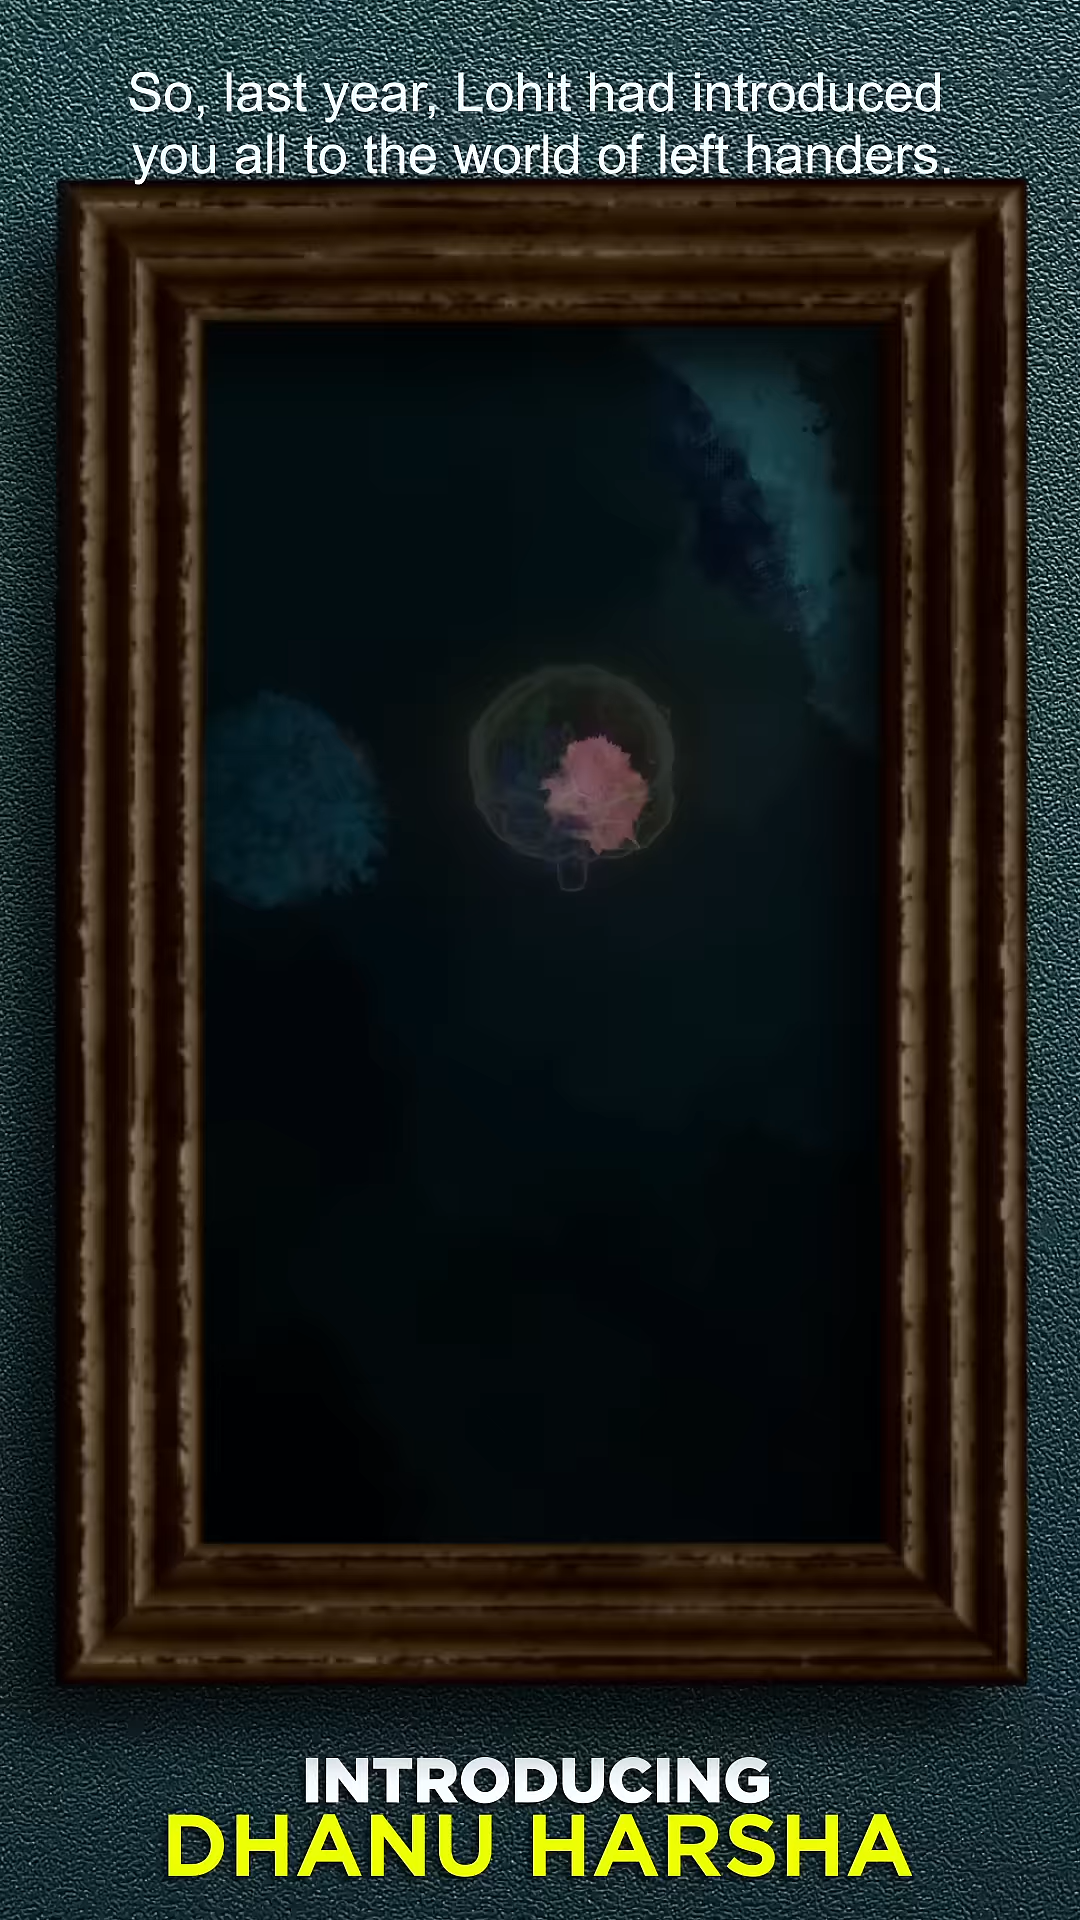 So, last year, Lohit had introduced
you all to the world of left handers.
INTRODUCING
DHANU HARSHA